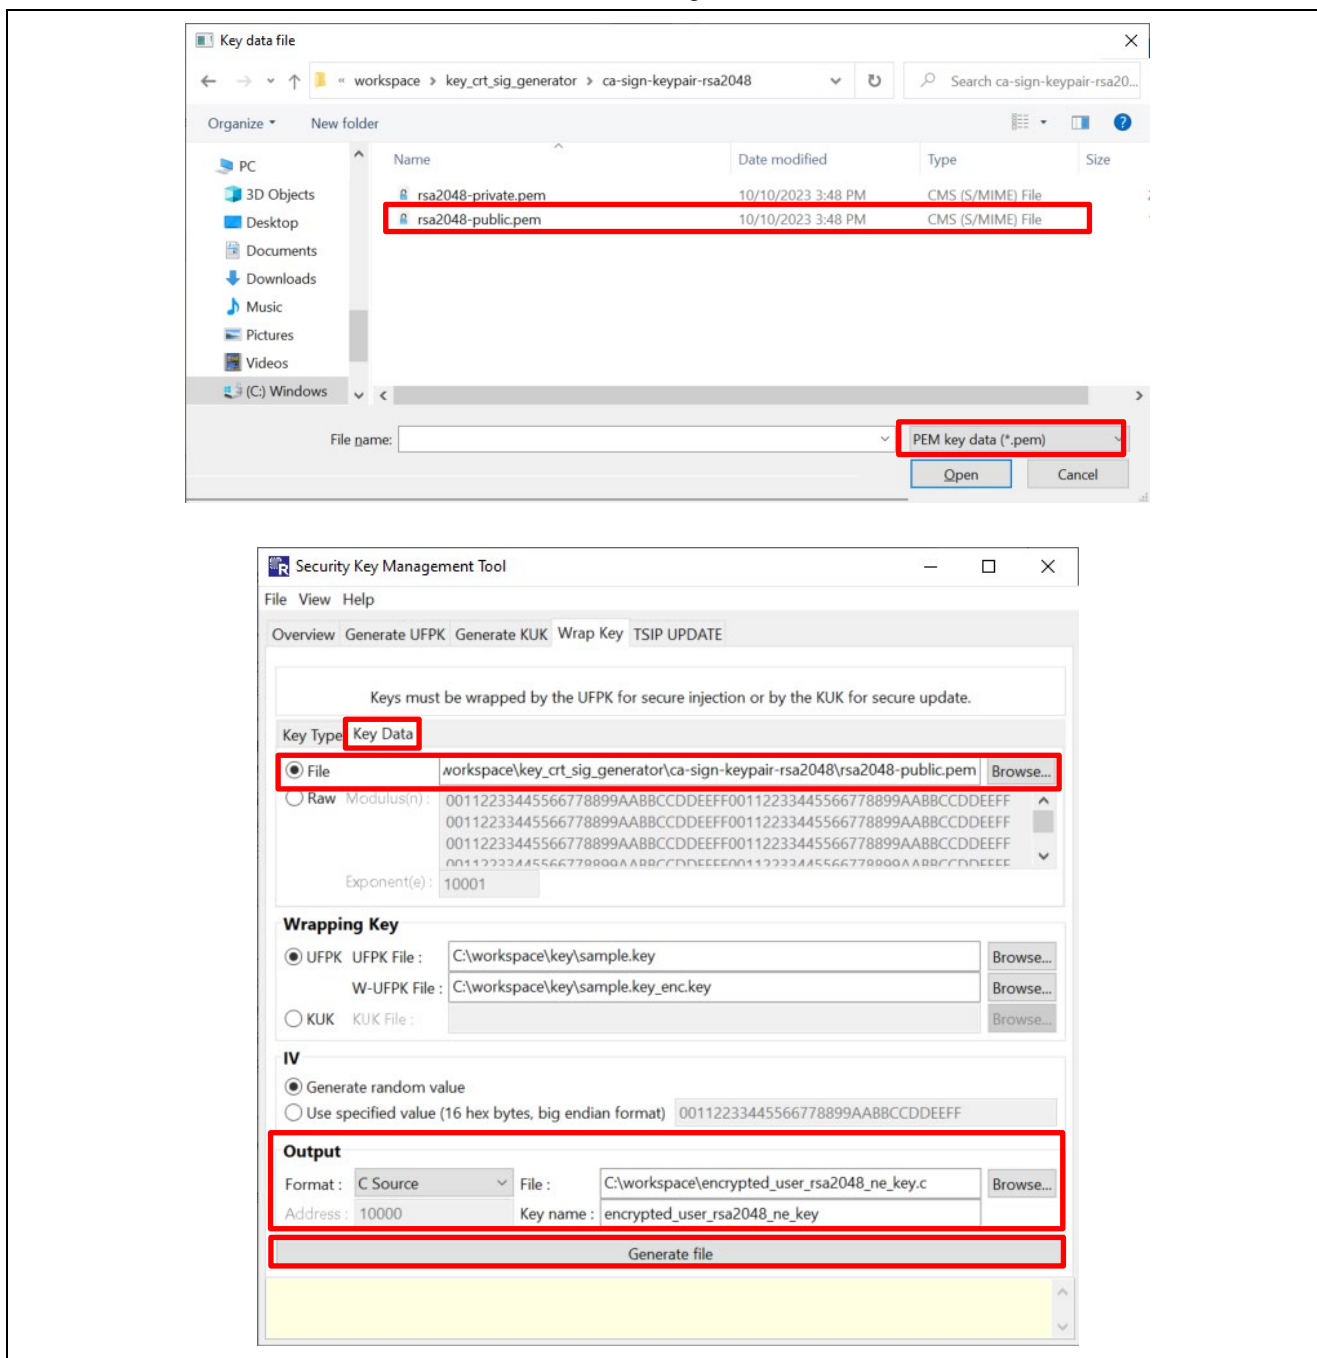 Key data file
« workspace > key_crt_sig_generator > ca-sign-keypair-rsa2048
Search ca-sign-keypair-rsa20...
Organize New folder
Name Date modified Type Size
PC
3D Objects
Desktop
Documents
Downloads
Music
Pictures
Videos
(C:) Windows
rsa2048-private.pem 10/10/2023 3:48 PM CMS (S/MIME) File
rsa2048-public.pem 10/10/2023 3:48 PM CMS (S/MIME) File
File name: PEM key data (*.pem)
Open Cancel
Security Key Management Tool
File View Help
Overview Generate UFPK Generate KUK Wrap Key TSIP UPDATE
Keys must be wrapped by the UFPK for secure injection or by the KUK for secure update.
Key Type Key Data
File workspace\key_crt_sig_generator\ca-sign-keypair-rsa2048\rsa2048-public.pem Browse...
Raw Modulus(n) : 00112233445566778899AABBCCDDEEFF00112233445566778899AABBCCDDEEFF
00112233445566778899AABBCCDDEEFF00112233445566778899AABBCCDDEEFF
00112233445566778899AABBCCDDEEFF00112233445566778899AABBCCDDEEFF
00112233445566778899AABBCCDDEEFF00112233445566778899AABBCCDDEEFF
Exponent(e) : 10001
Wrapping Key
UFPK UFPK File : C:\workspace\key\sample.key Browse...
W-UFPK File : C:\workspace\key\sample.key_enc.key Browse...
KUK KUK File : Browse...
IV
Generate random value
Use specified value (16 hex bytes, big endian format) 00112233445566778899AABBCCDDEEFF
Output
Format : C Source File : C:\workspace\encrypted_user_rsa2048_ne_key.c Browse...
Address : 10000 Key name : encrypted_user_rsa2048_ne_key
Generate file